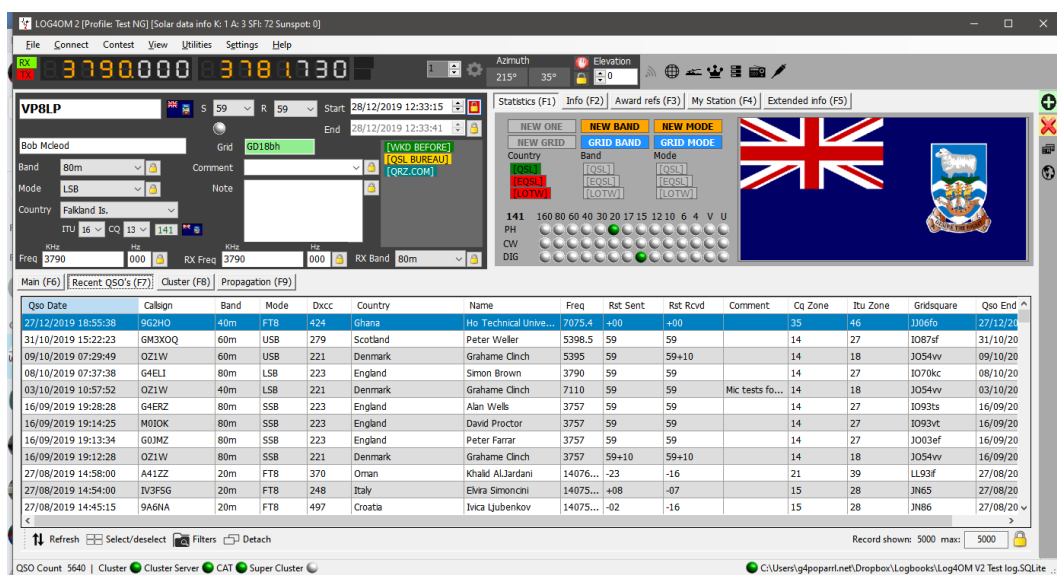 LOG4OM 2 [Profile: Test NG] [Solar data info K: 1 A: 3 SFI: 72 Sunspot: 0]
File Connect Contest View Utilities Settings Help
RX TX 3790.000 3781.730 1 Azimuth 215° 35° Elevation 0
VP8LP S 59 R 59 Start 28/12/2019 12:33:15
End 28/12/2019 12:33:41
Bob Mcleod Grid GD18bh [WKD BEFORE]
[QSL BUREAU]
[QRZ.COM]
Band 80m Comment
Mode LSB Note
Country Falkland Is.
ITU 16 CQ 13 141
KHz Hz KHz Hz
Freq 3790 000 RX Freq 3790 000 RX Band 80m
Statistics (F1) Info (F2) Award refs (F3) My Station (F4) Extended info (F5)
NEW ONE NEW BAND NEW MODE
NEW GRID GRID BAND GRID MODE
Country Band Mode
[QSL] [QSL] [QSL]
[EQSL] [EQSL] [EQSL]
[LOTW] [LOTW] [LOTW]
141 160 80 60 40 30 20 17 15 12 10 6 4 V U
PH
CW
DIG
Main (F6) Recent QSO's (F7) Cluster (F8) Propagation (F9)
Qso Date Callsign Band Mode Dxcc Country Name Freq Rst Sent Rst Rcvd Comment Cq Zone Itu Zone Gridsquare Qso End
27/12/2019 18:55:38 9G2HO 40m FT8 424 Ghana Ho Technical Unive... 7075.4 +00 +00 35 46 JJ06fo 27/12/20
31/10/2019 15:22:23 GM3XOQ 60m USB 279 Scotland Peter Weller 5398.5 59 59 14 27 IO87sf 31/10/20
09/10/2019 07:29:49 OZ1W 60m USB 221 Denmark Grahame Clinch 5395 59 59+10 14 18 JO54vv 09/10/20
08/10/2019 07:37:38 G4ELI 80m LSB 223 England Simon Brown 3790 59 59 14 27 IO70kc 08/10/20
03/10/2019 10:57:52 OZ1W 40m LSB 221 Denmark Grahame Clinch 7110 59 59 Mic tests fo... 14 18 JO54vv 03/10/20
16/09/2019 19:28:28 G4ERZ 80m SSB 223 England Alan Wells 3757 59 59 14 27 IO93ts 16/09/20
16/09/2019 19:14:25 M0IOK 80m SSB 223 England David Proctor 3757 59 59 14 27 IO93vt 16/09/20
16/09/2019 19:13:34 G0JMZ 80m SSB 223 England Peter Farrar 3757 59 59 14 27 JO03ef 16/09/20
16/09/2019 19:12:28 OZ1W 80m SSB 221 Denmark Grahame Clinch 3757 59+10 59+10 14 18 JO54vv 16/09/20
27/08/2019 14:58:00 A41ZZ 20m FT8 370 Oman Khalid Al.Jardani 14076... -23 -16 21 39 LL93if 27/08/20
27/08/2019 14:54:00 IV3FSG 20m FT8 248 Italy Elvira Simoncini 14075... +08 -07 15 28 JN65 27/08/20
27/08/2019 14:45:15 9A6NA 20m FT8 497 Croatia Ivica Ljubenkov 14075... -02 -16 15 28 JN86 27/08/20
Refresh Select/deselect Filters Detach Record shown: 5000 max: 5000
QSO Count 5640 | Cluster Cluster Server CAT Super Cluster C:\Users\g4poparrl.net\Dropbox\Logbooks\Log4OM V2 Test log.SQLite